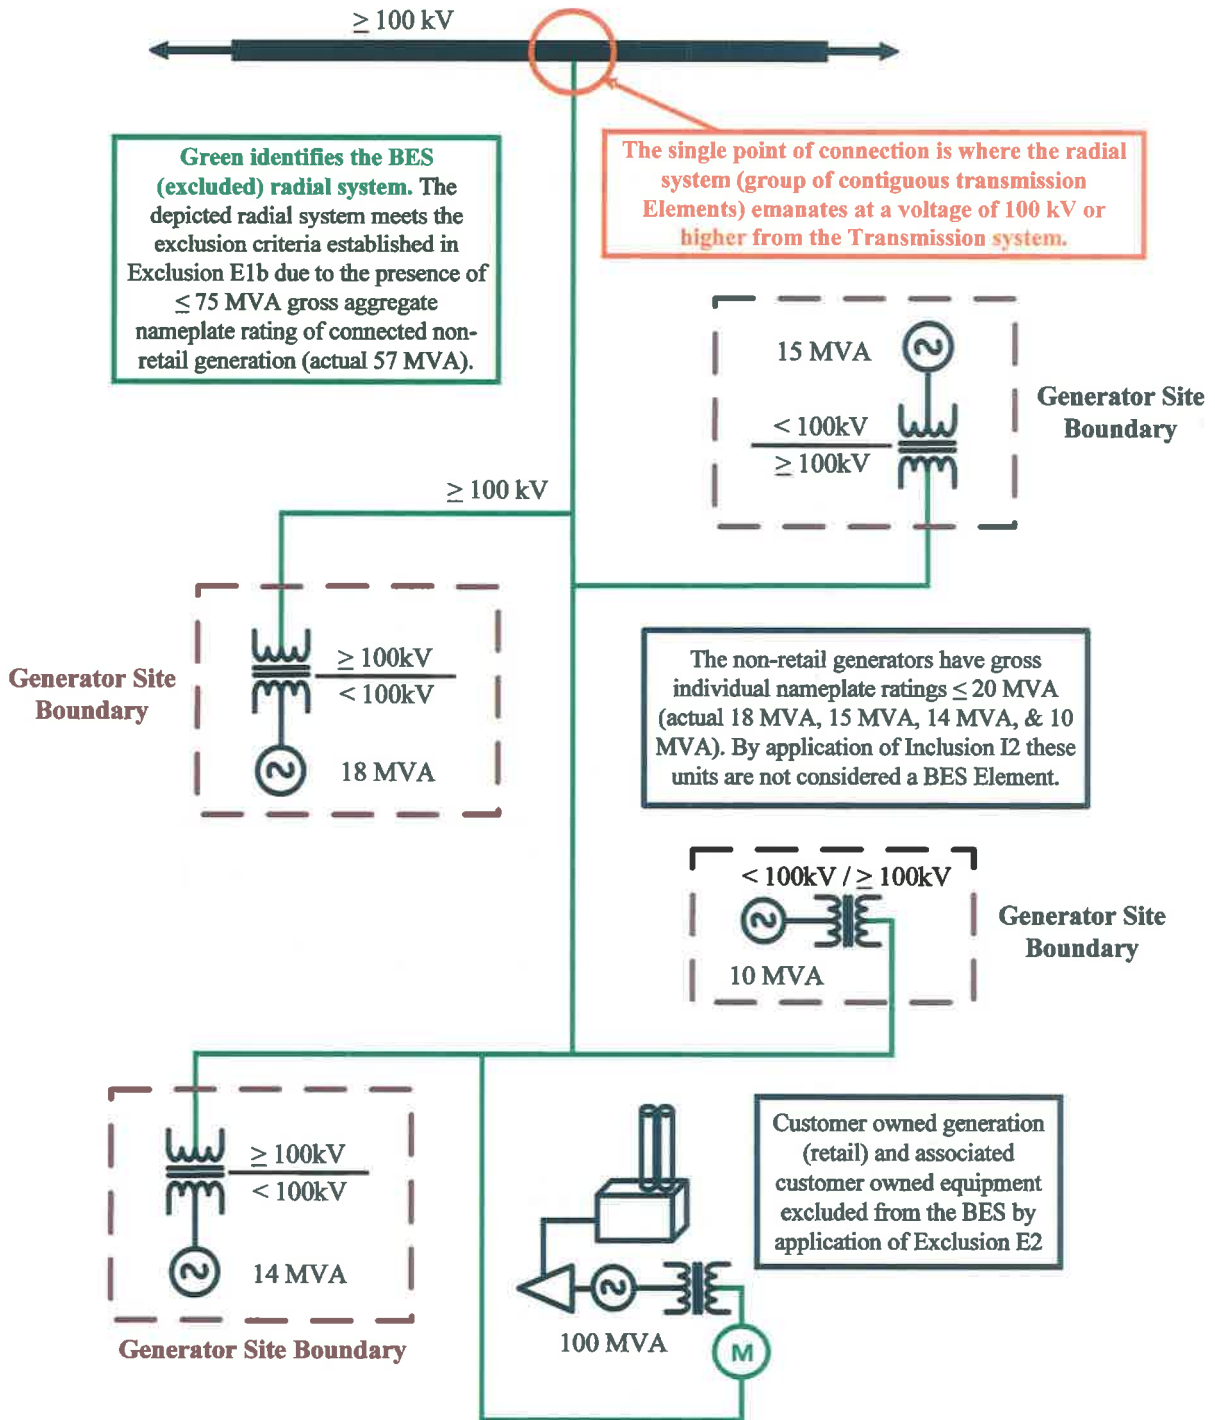 ≥ 100 kV
Green identifies the BES
(excluded) radial system. The
depicted radial system meets the
exclusion criteria established in
Exclusion E1b due to the presence of
≤ 75 MVA gross aggregate
nameplate rating of connected non-
retail generation (actual 57 MVA).
The single point of connection is where the radial
system (group of contiguous transmission
Elements) emanates at a voltage of 100 kV or
higher from the Transmission system.
15 MVA
< 100kV
≥ 100kV
Generator Site
Boundary
≥ 100 kV
Generator Site
Boundary
≥ 100kV
< 100kV
18 MVA
The non-retail generators have gross
individual nameplate ratings ≤ 20 MVA
(actual 18 MVA, 15 MVA, 14 MVA, & 10
MVA). By application of Inclusion I2 these
units are not considered a BES Element.
< 100kV / ≥ 100kV
10 MVA
Generator Site
Boundary
≥ 100kV
< 100kV
14 MVA
Generator Site Boundary
Customer owned generation
(retail) and associated
customer owned equipment
excluded from the BES by
application of Exclusion E2
100 MVA
M